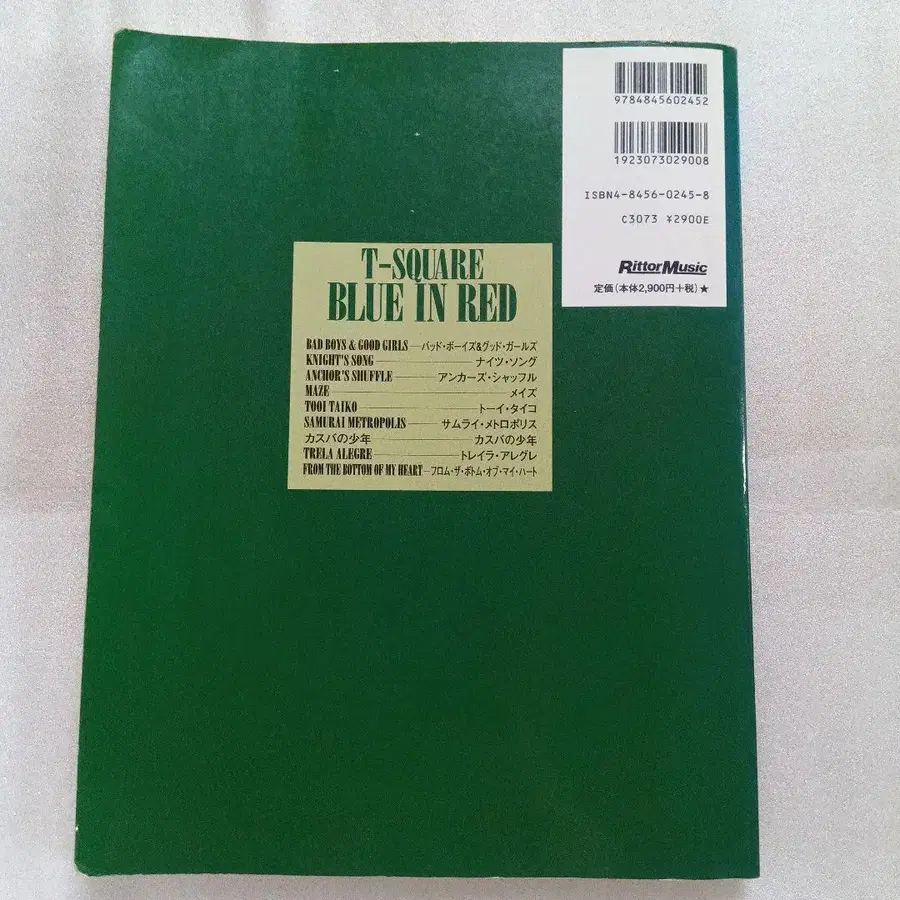 9784845602452
1923073029008
ISBN4-8456-0245-8
C3073 ¥2900E
RittorMusic
定価(本体2,900円+税)★
T-SQUARE
BLUE IN RED
BAD BOYS & GOOD GIRLS―バッド・ボーイズ&グッド・ガールズ
KNIGHT'S SONG―ナイツ・ソング
ANCHOR'S SHUFFLE―アンカーズ・シャッフル
MAZE―メイズ
TOOI TAIKO―トーイ・タイコ
SAMURAI METROPOLIS―サムライ・メトロポリス
カスバの少年―カスバの少年
TRELA ALEGRE―トレイラ・アレグレ
FROM THE BOTTOM OF MY HEART―フロム・ザ・ボトム・オブ・マイ・ハート